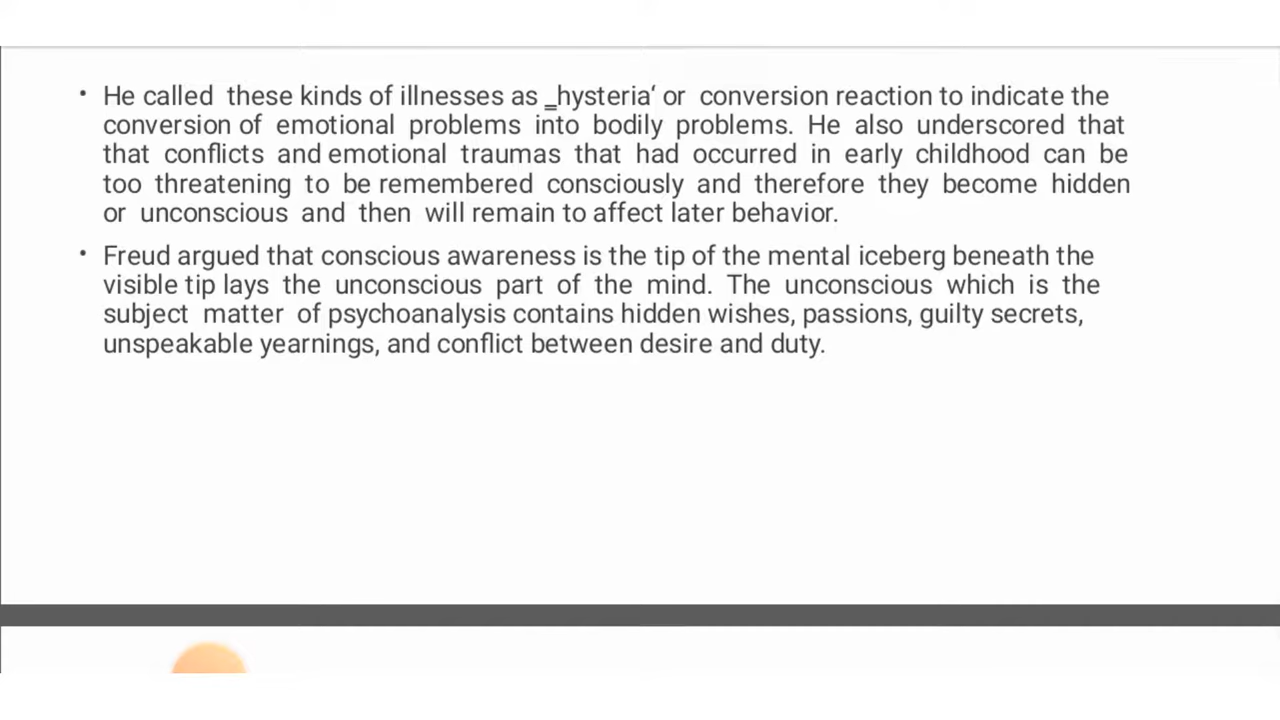 • He called these kinds of illnesses as ‗hysteria‘ or conversion reaction to indicate the
conversion of emotional problems into bodily problems. He also underscored that
that conflicts and emotional traumas that had occurred in early childhood can be
too threatening to be remembered consciously and therefore they become hidden
or unconscious and then will remain to affect later behavior.
• Freud argued that conscious awareness is the tip of the mental iceberg beneath the
visible tip lays the unconscious part of the mind. The unconscious which is the
subject matter of psychoanalysis contains hidden wishes, passions, guilty secrets,
unspeakable yearnings, and conflict between desire and duty.